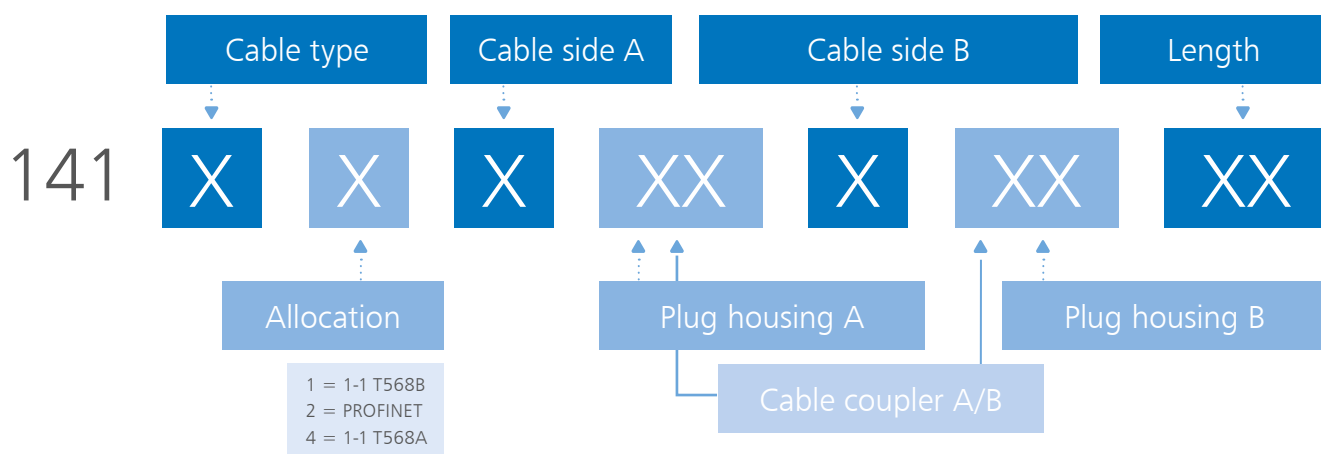 Cable type
Cable side A
Cable side B
Length
141 X X X XX X XX XX
Allocation
Plug housing A
Plug housing B
1 = 1-1 T568B
2 = PROFINET
4 = 1-1 T568A
Cable coupler A/B